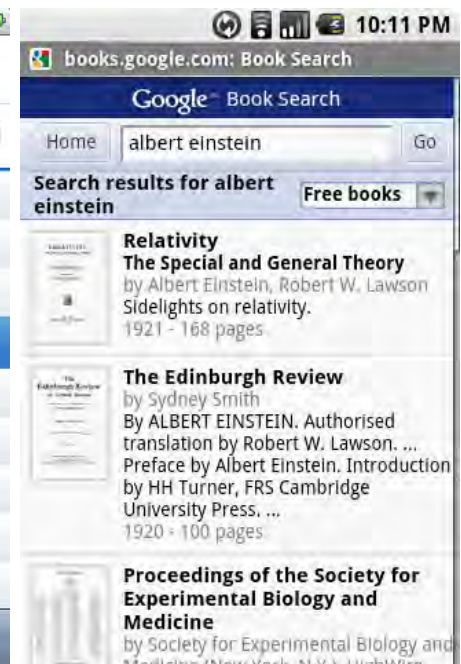 10:11 PM
books.google.com: Book Search
Google Book Search
Home
albert einstein
Go
Search results for albert
einstein
Free books
Relativity
The Special and General Theory
by Albert Einstein, Robert W. Lawson
Sidelights on relativity.
1921 - 168 pages
The
Edinburgh Review
The Edinburgh Review
by Sydney Smith
By ALBERT EINSTEIN. Authorised
translation by Robert W. Lawson. ...
Preface by Albert Einstein. Introduction
by HH Turner, FRS Cambridge
University Press, ...
1920 - 100 pages
Proceedings of the Society for
Experimental Biology and
Medicine
by Society for Experimental Biology and